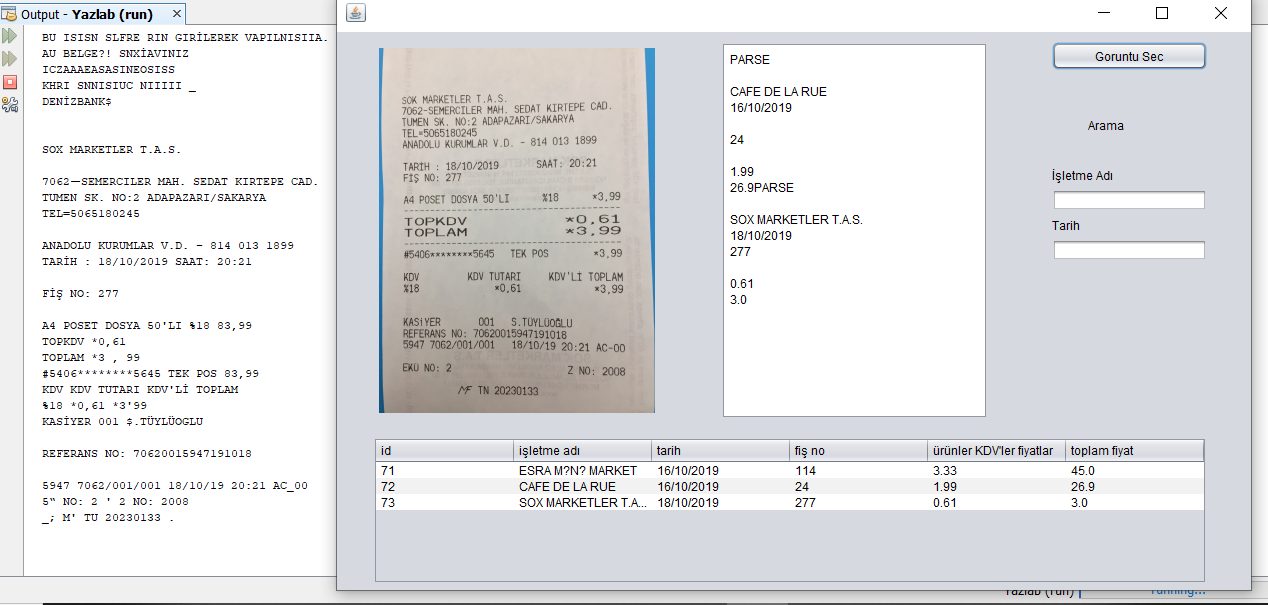 Output - Yazlab (run) ×
BU ISISN SLFRE RIN GIRİLEREK VAPILNISIIA.
AU BELGE?! SNXİAVINIZ
ICZAAAEASASINEOSISS
KHRI SNNISIUC NIIIII _
DENİZBANK$
SOX MARKETLER T.A.S.
7062—SEMERCILER MAH. SEDAT KIRTEPE CAD.
TUMEN SK. NO:2 ADAPAZARI/SAKARYA
TEL=5065180245
ANADOLU KURUMLAR V.D. - 814 013 1899
TARİH : 18/10/2019 SAAT: 20:21
FİŞ NO: 277
A4 POSET DOSYA 50'LI %18 83,99
TOPKDV *0,61
TOPLAM *3 , 99
#5406********5645 TEK POS 83,99
KDV KDV TUTARI KDV'Lİ TOPLAM
%18 *0,61 *3'99
KASİYER 001 $.TÜYLÜOGLU
REFERANS NO: 70620015947191018
5947 7062/001/001 18/10/19 20:21 AC_00
5“ NO: 2 ' 2 NO: 2008
_; M' TU 20230133 .
SOK MARKETLER T.A.S.
7062-SEMERCILER MAH. SEDAT KIRTEPE CAD.
TUMEN SK. NO:2 ADAPAZARI/SAKARYA
TEL=5065180245
ANADOLU KURUMLAR V.D. - 814 013 1899
TARİH : 18/10/2019 SAAT: 20:21
FİŞ NO: 277
A4 POSET DOSYA 50'LI %18 *3,99
TOPKDV *0,61
TOPLAM *3,99
#5406********5645 TEK POS *3,99
KDV KDV TUTARI KDV'Lİ TOPLAM
%18 *0,61 *3,99
KASİYER 001 S.TÜYLÜOĞLU
REFERANS NO: 70620015947191018
5947 7062/001/001 18/10/19 20:21 AC-00
EKÜ NO: 2 Z NO: 2008
MF TN 20230133
PARSE
CAFE DE LA RUE
16/10/2019
24
1.99
26.9PARSE
SOX MARKETLER T.A.S.
18/10/2019
277
0.61
3.0
Goruntu Sec
Arama
İşletme Adı
Tarih
id işletme adı tarih fiş no ürünler KDV'ler fiyatlar toplam fiyat
71 ESRA M?N? MARKET 16/10/2019 114 3.33 45.0
72 CAFE DE LA RUE 16/10/2019 24 1.99 26.9
73 SOX MARKETLER T.A... 18/10/2019 277 0.61 3.0
Yazlab (run) running...